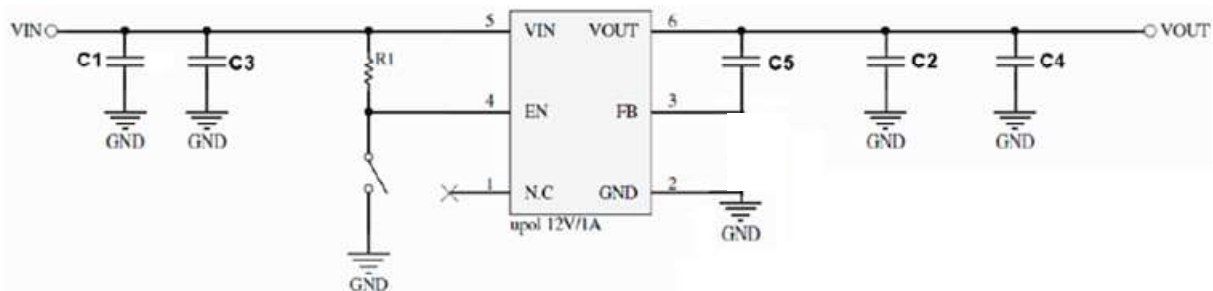 VIN
5
VIN
VOUT
6
VOUT
C1
C3
R1
C5
C2
C4
4
EN
FB
3
GND
GND
GND
GND
1
N.C
GND
2
upol 12V/1A
GND
GND